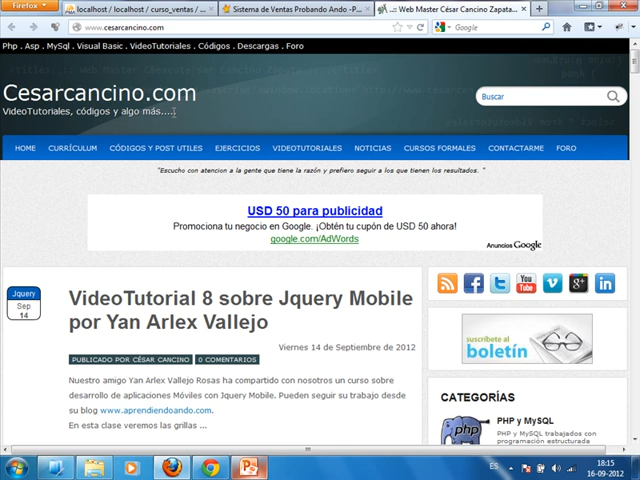 Firefox
localhost / localhost / curso_ventas / ...
Sistema de Ventas Probando Ando -P...
..:: Web Master César Cancino Zapata...
www.cesarcancino.com
Google
Php . Asp . MySql . Visual Basic . VideoTutoriales . Códigos . Descargas . Foro
Cesarcancino.com
VideoTutoriales, códigos y algo más....
Buscar
HOME CURRÍCULUM CÓDIGOS Y POST UTILES EJERCICIOS VIDEOTUTORIALES NOTICIAS CURSOS FORMALES CONTACTARME FORO
"Escucho con atencion a la gente que tiene la razón y prefiero seguir a los que tienen los resultados. "
USD 50 para publicidad
Promociona tu negocio en Google. ¡Obtén tu cupón de USD 50 ahora!
google.com/AdWords
Anuncios Google
Jquery
Sep
14
VideoTutorial 8 sobre Jquery Mobile
por Yan Arlex Vallejo
Viernes 14 de Septiembre de 2012
PUBLICADO POR CÉSAR CANCINO
0 COMENTARIOS
Nuestro amigo Yan Arlex Vallejo Rosas ha compartido con nosotros un curso sobre
desarrollo de aplicaciones Móviles con Jquery Mobile. Pueden seguir su trabajo desde
su blog www.aprendiendoando.com.
En esta clase veremos las grillas ...
You
Tube
suscribete al
boletín
CATEGORÍAS
php
PHP y MySQL
PHP y MySQL trabajados con
programación estructurada
ES
18:15
16-09-2012